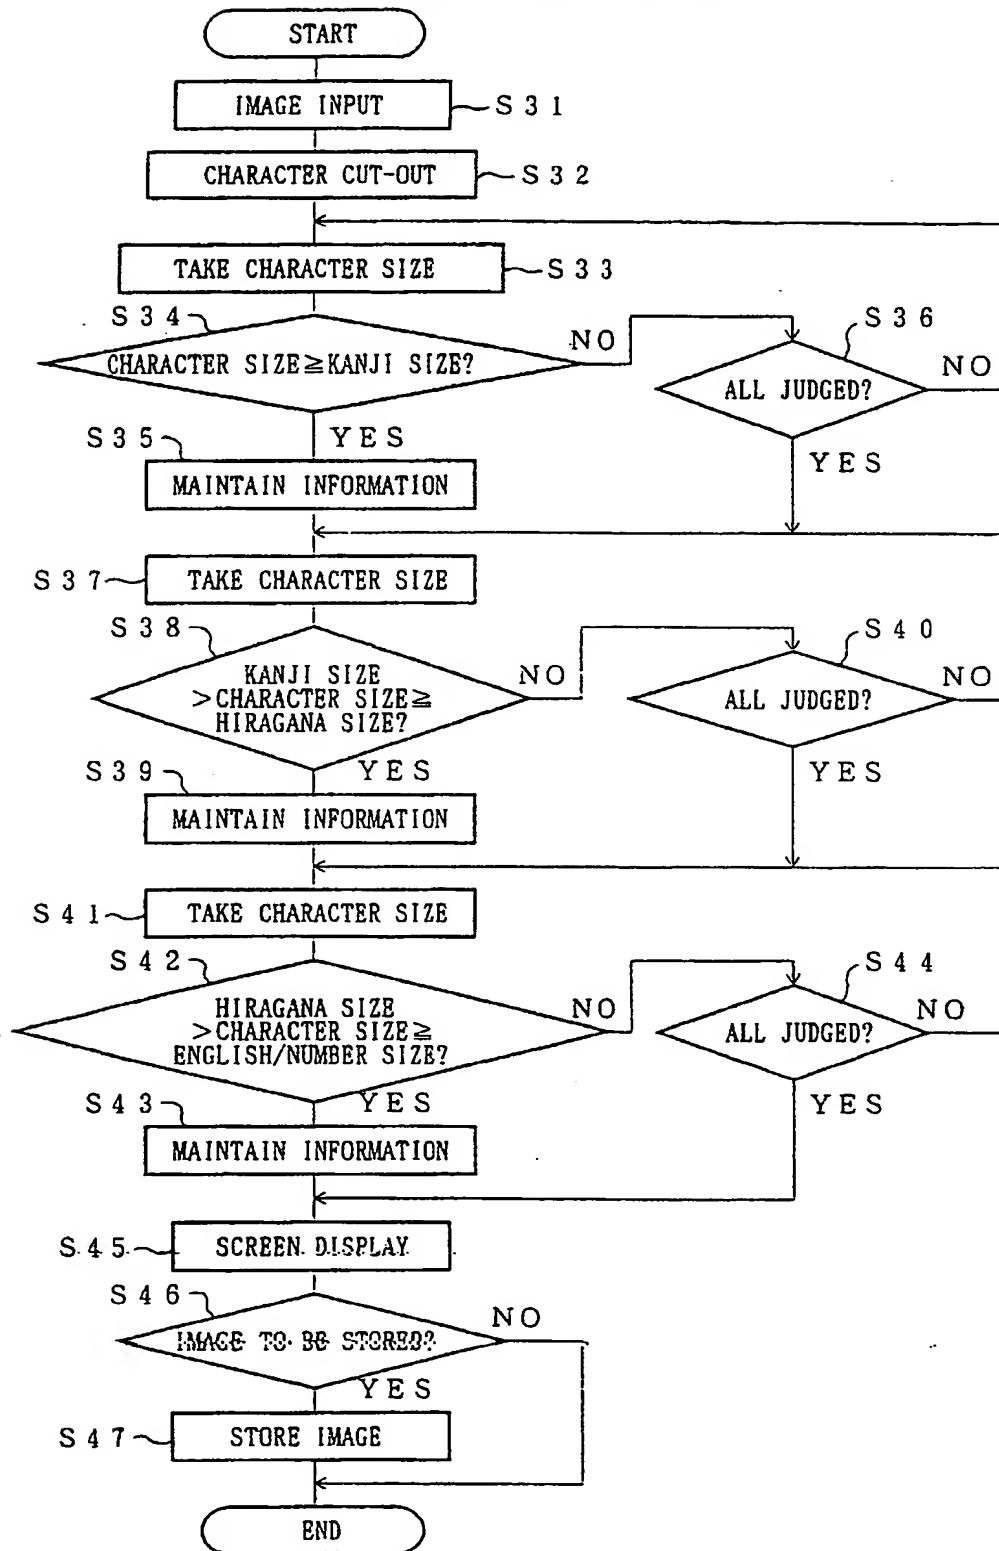 START
IMAGE INPUT
S31
CHARACTER CUT-OUT
S32
TAKE CHARACTER SIZE
S33
S34
CHARACTER SIZE≧KANJI SIZE?
NO
S36
ALL JUDGED?
NO
YES
S35
YES
MAINTAIN INFORMATION
S37
TAKE CHARACTER SIZE
S38
KANJI SIZE
>CHARACTER SIZE≧
HIRAGANA SIZE?
NO
S40
ALL JUDGED?
NO
YES
S39
YES
MAINTAIN INFORMATION
S41
TAKE CHARACTER SIZE
S42
HIRAGANA SIZE
>CHARACTER SIZE≧
ENGLISH/NUMBER SIZE?
NO
S44
ALL JUDGED?
NO
YES
S43
YES
MAINTAIN INFORMATION
S45
SCREEN DISPLAY
S46
IMAGE TO BE STORED?
NO
YES
S47
STORE IMAGE
END